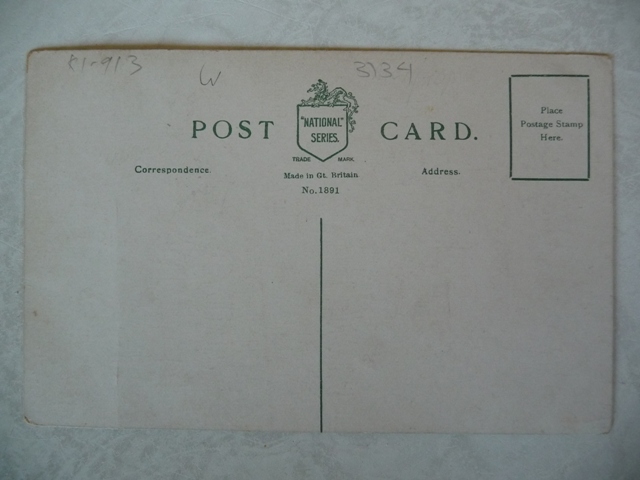 K1-913 W 3134
POST "NATIONAL" SERIES. CARD.
TRADE MARK.
Place
Postage Stamp
Here.
Correspondence. Made in Gt. Britain Address.
No. 1891